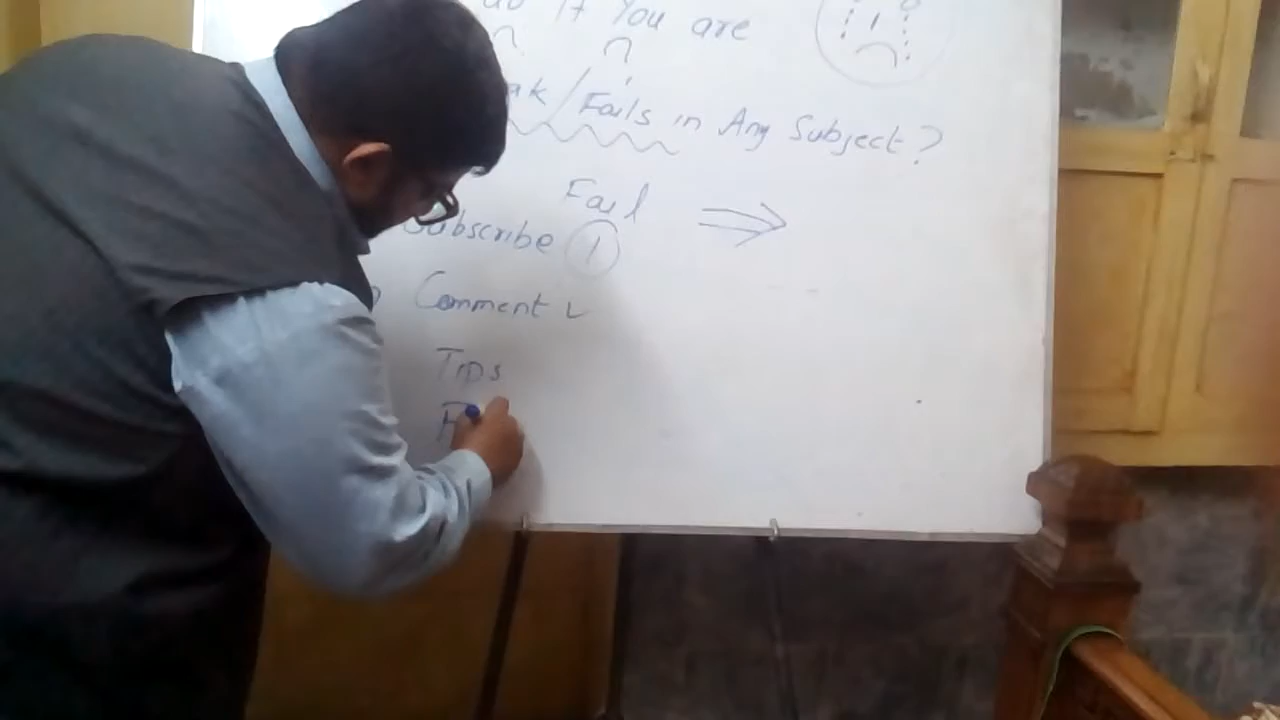 If You are
Fails in Any Subject?
Fail
Subscribe 1
Comment
Tips